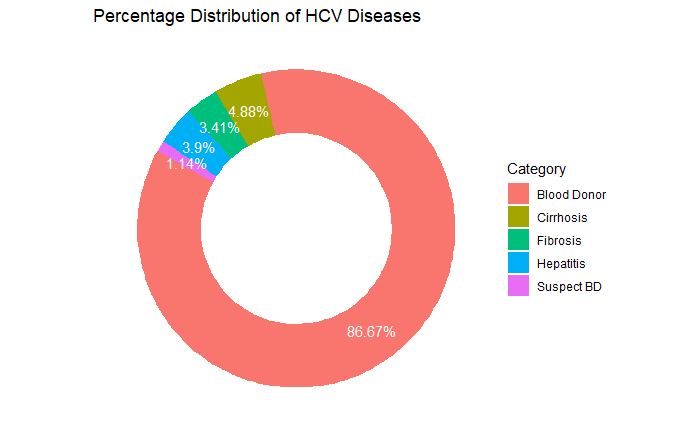 Percentage Distribution of HCV Diseases
4.88%
3.41%
3.9%
1.14%
86.67%
Category
Blood Donor
Cirrhosis
Fibrosis
Hepatitis
Suspect BD